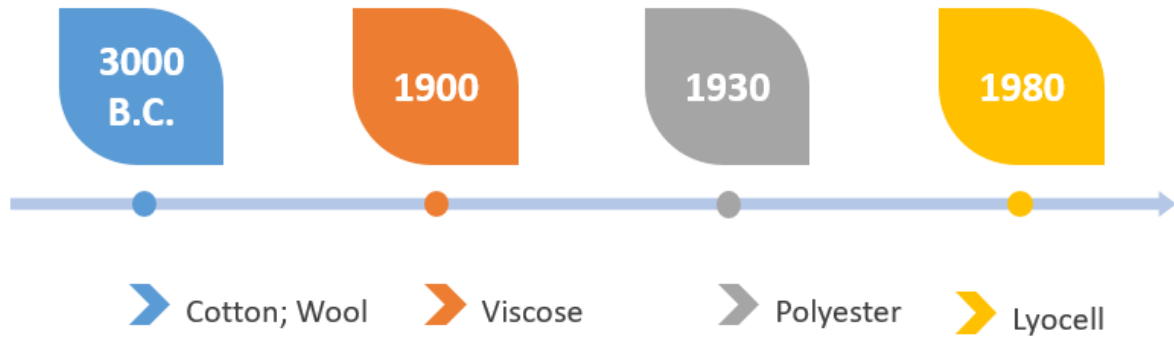 3000
B.C.
1900
1930
1980
Cotton; Wool
Viscose
Polyester
Lyocell